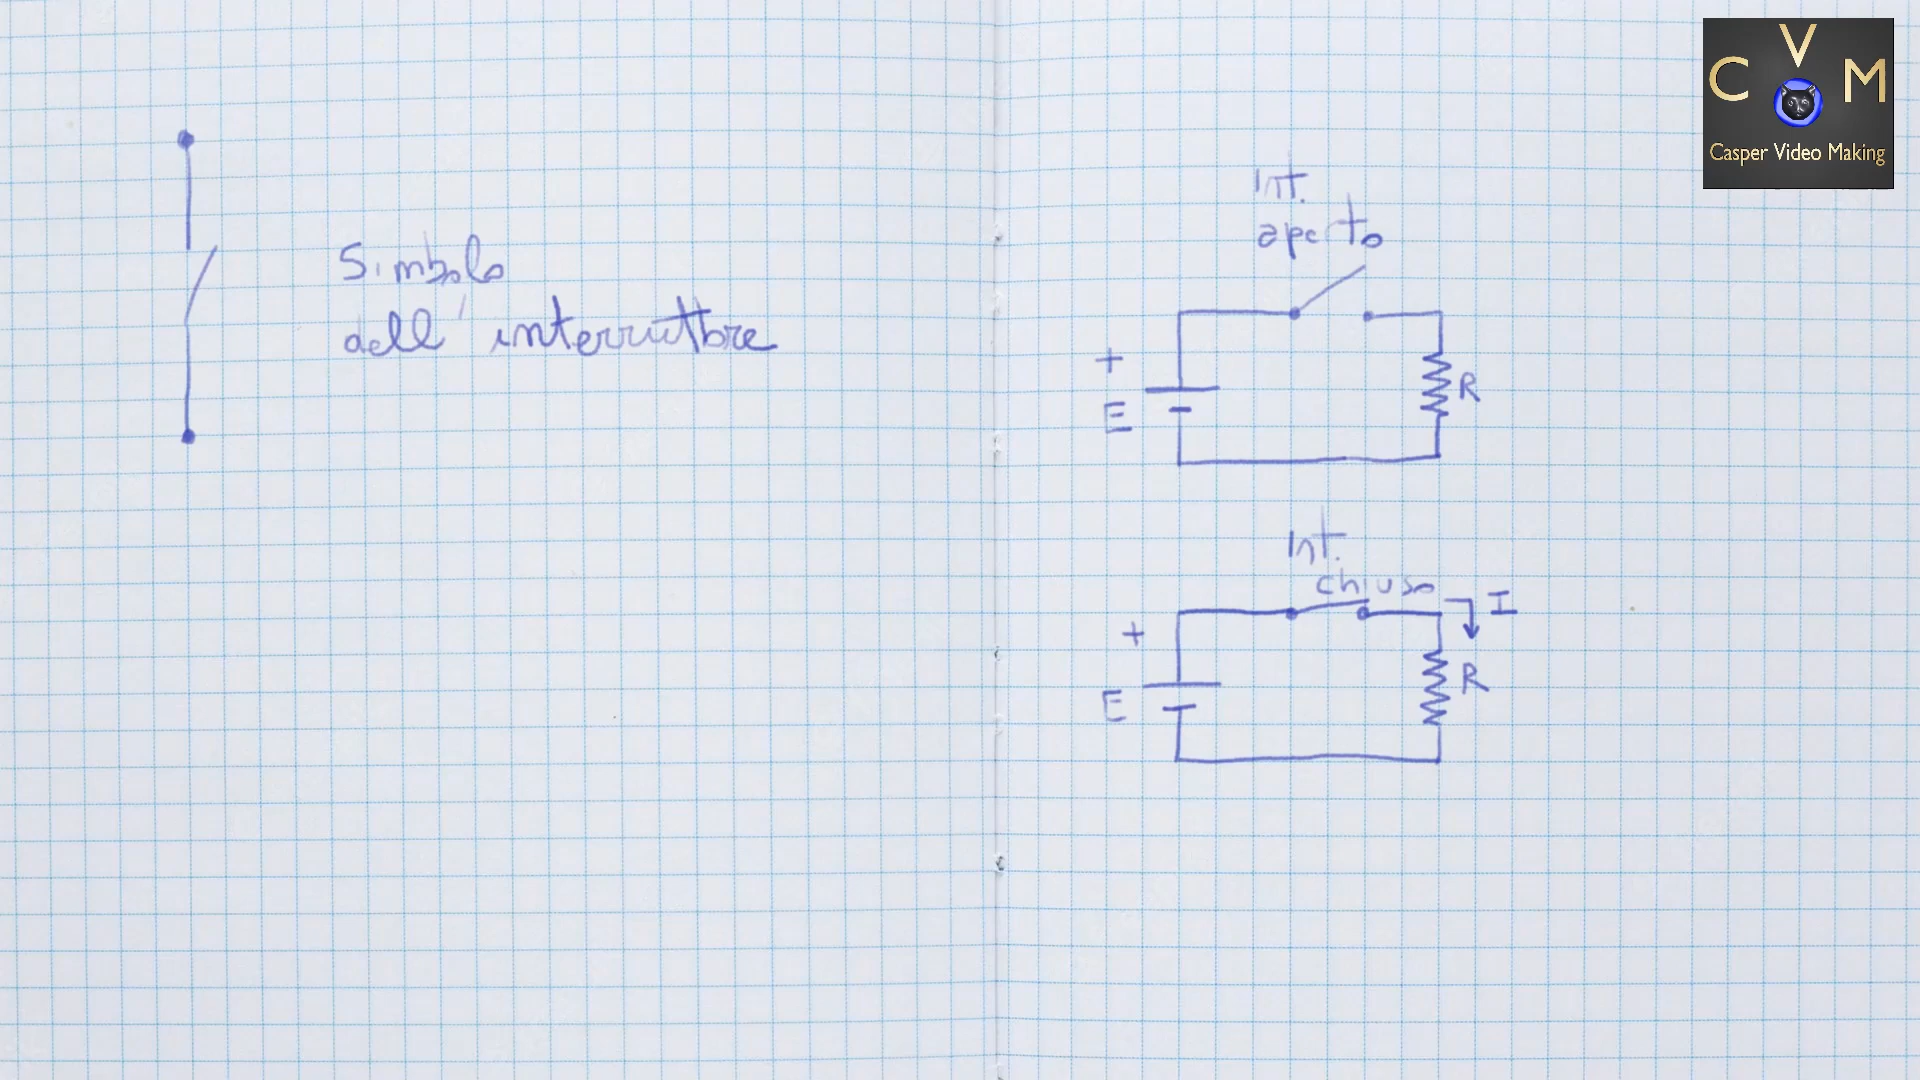 Simbolo
dell'interruttore
Int.
aperto
+
E
R
Int.
chiuso
I
+
E
R
C V M
Casper Video Making